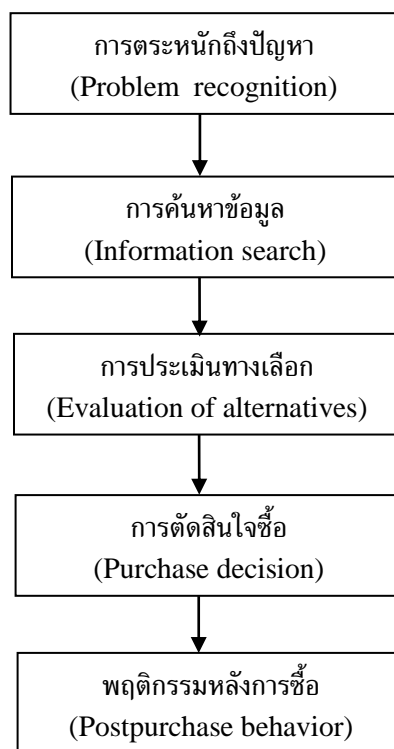 การตระหนักถึงปัญหา
(Problem recognition)
การค้นหาข้อมูล
(Information search)
การประเมินทางเลือก
(Evaluation of alternatives)
การตัดสินใจซื้อ
(Purchase decision)
พฤติกรรมหลังการซื้อ
(Postpurchase behavior)